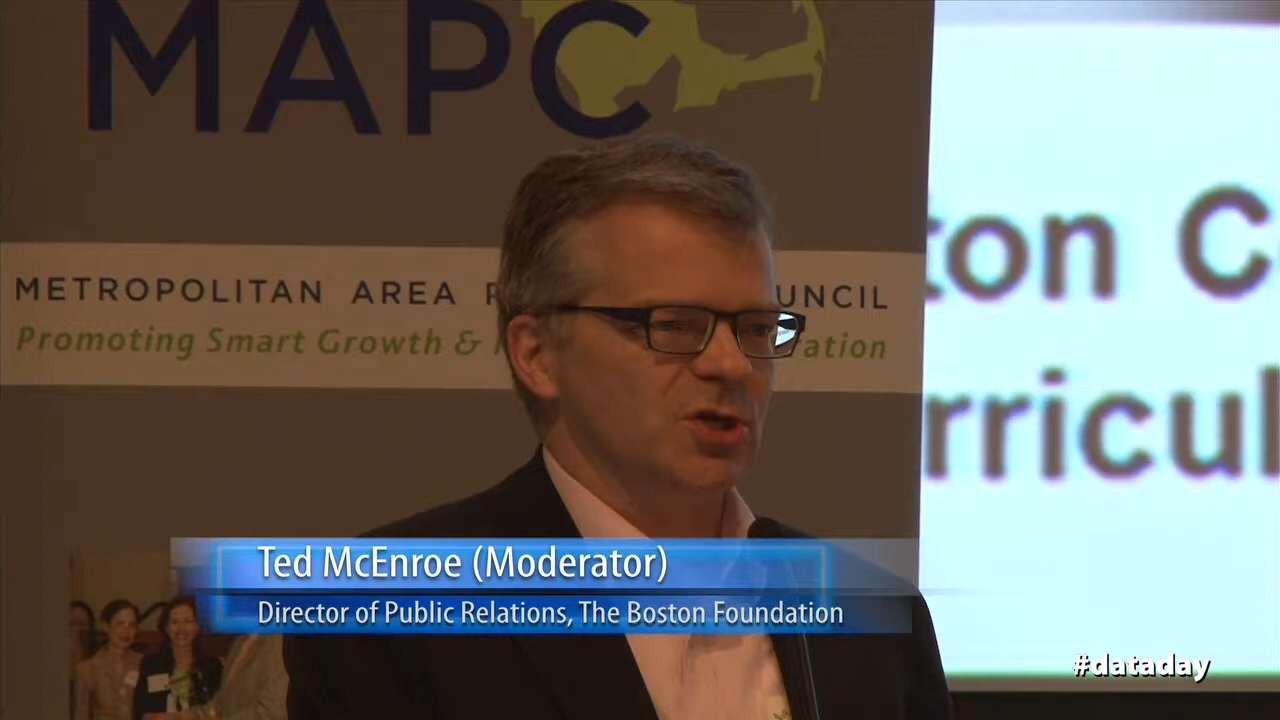 MAPC
METROPOLITAN AREA UNCIL
Promoting Smart Growth & ration
ton C
rricul
Ted McEnroe (Moderator)
Director of Public Relations, The Boston Foundation
#dataday